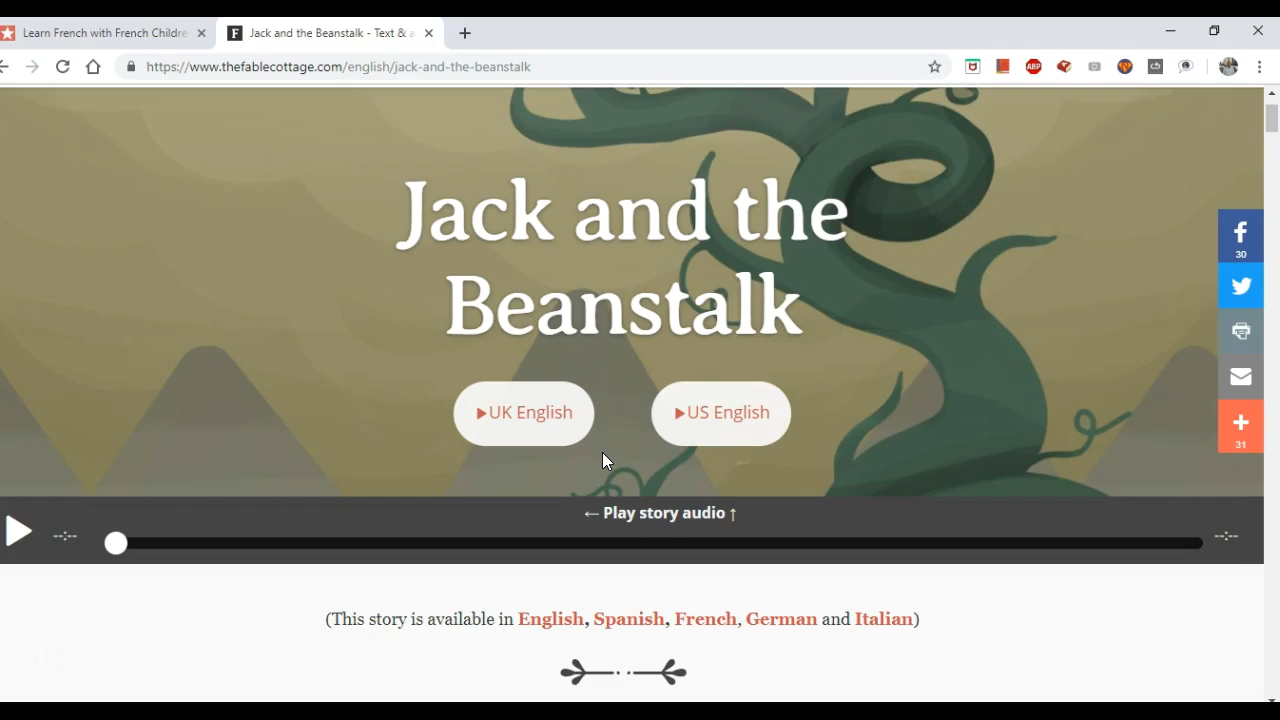 Learn French with French Childre
Jack and the Beanstalk - Text & a
https://www.thefablecottage.com/english/jack-and-the-beanstalk
ABP
Jack and the
Beanstalk
UK English
US English
30
31
← Play story audio ↑
--:--
--:--
(This story is available in English, Spanish, French, German and Italian)